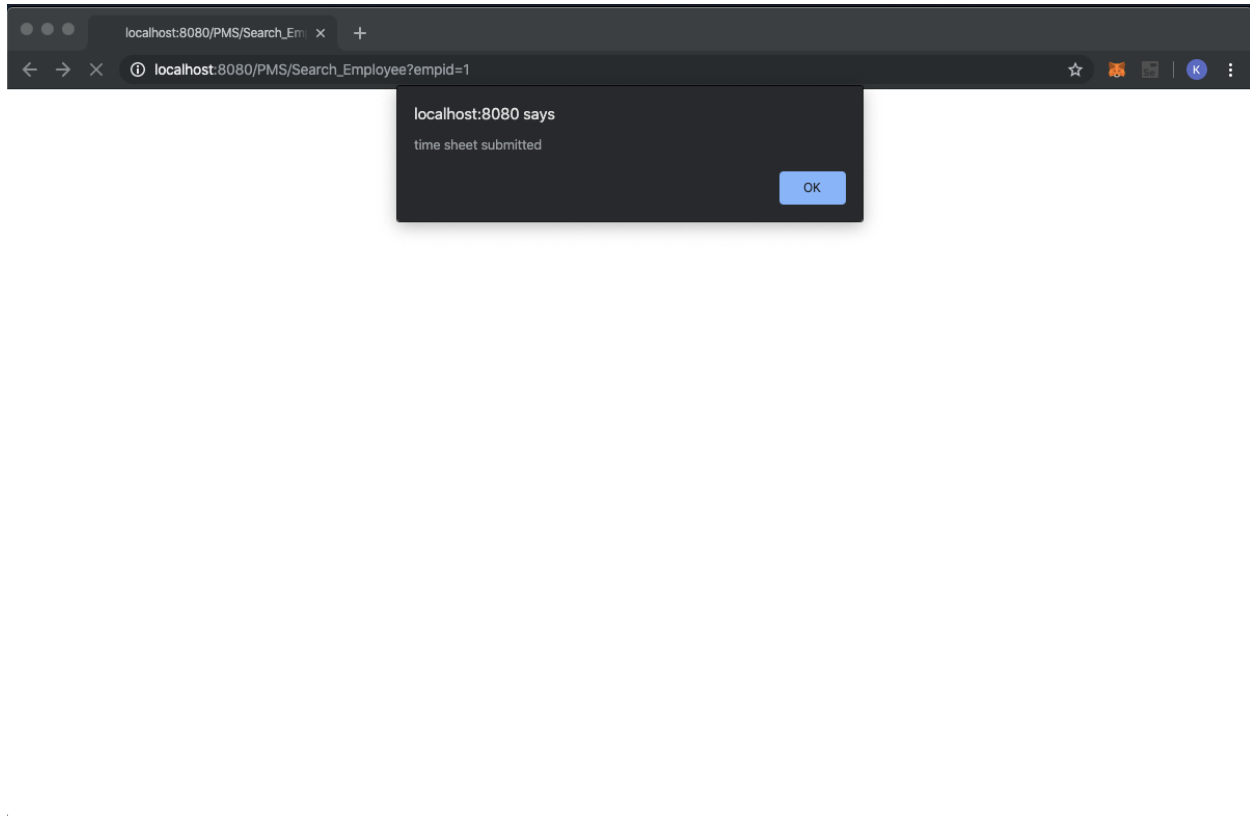 localhost:8080/PMS/Search_Em
localhost:8080/PMS/Search_Employee?empid=1
K
localhost:8080 says
time sheet submitted
OK